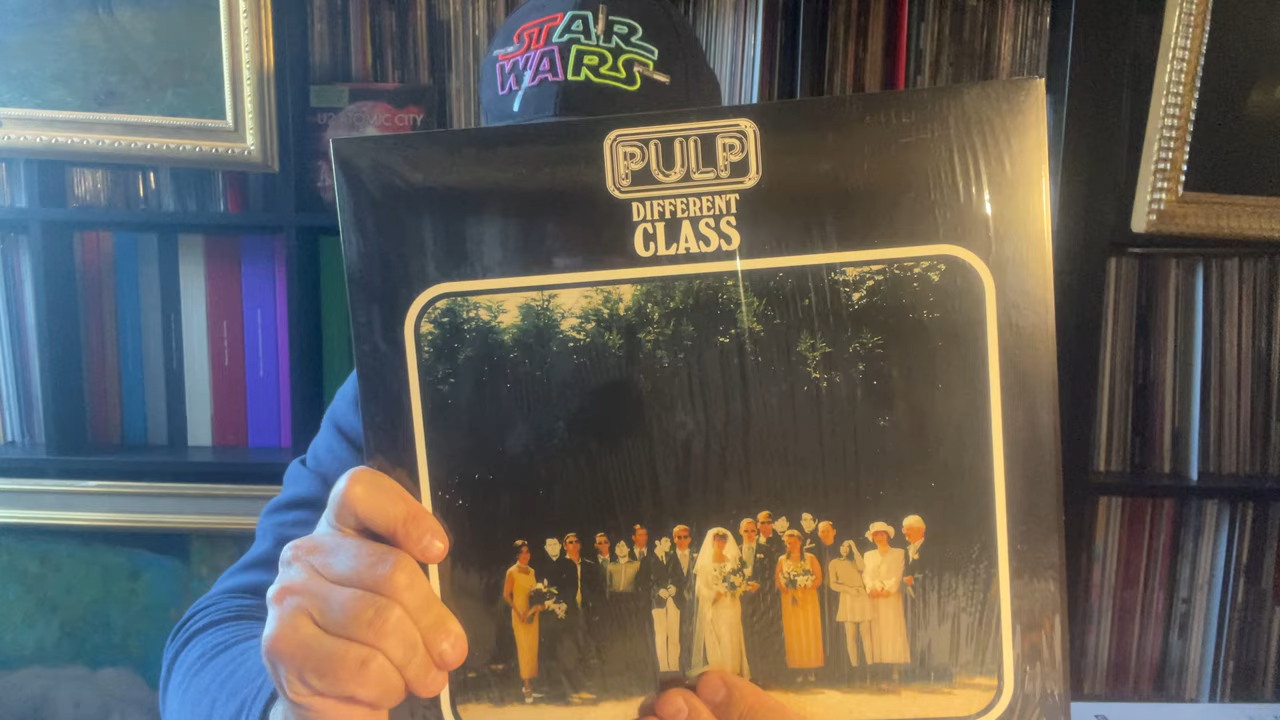 STAR
WARS
U2 ATOMIC CITY
PULP
DIFFERENT
CLASS